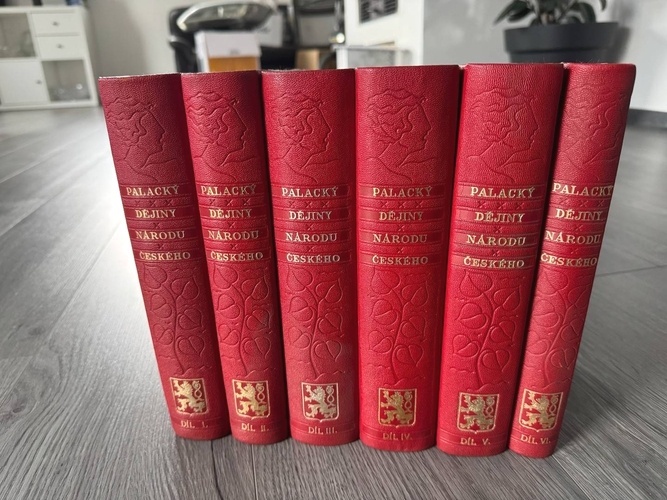 PALACKÝ
DĚJINY
NÁRODU
ČESKÉHO
DÍL I.
PALACKÝ
DĚJINY
NÁRODU
ČESKÉHO
DÍL II.
PALACKÝ
DĚJINY
NÁRODU
ČESKÉHO
DÍL III.
PALACKÝ
DĚJINY
NÁRODU
ČESKÉHO
DÍL IV.
PALACKÝ
DĚJINY
NÁRODU
ČESKÉHO
DÍL V.
PALACKÝ
DĚJINY
NÁRODU
ČESKÉHO
DÍL VI.